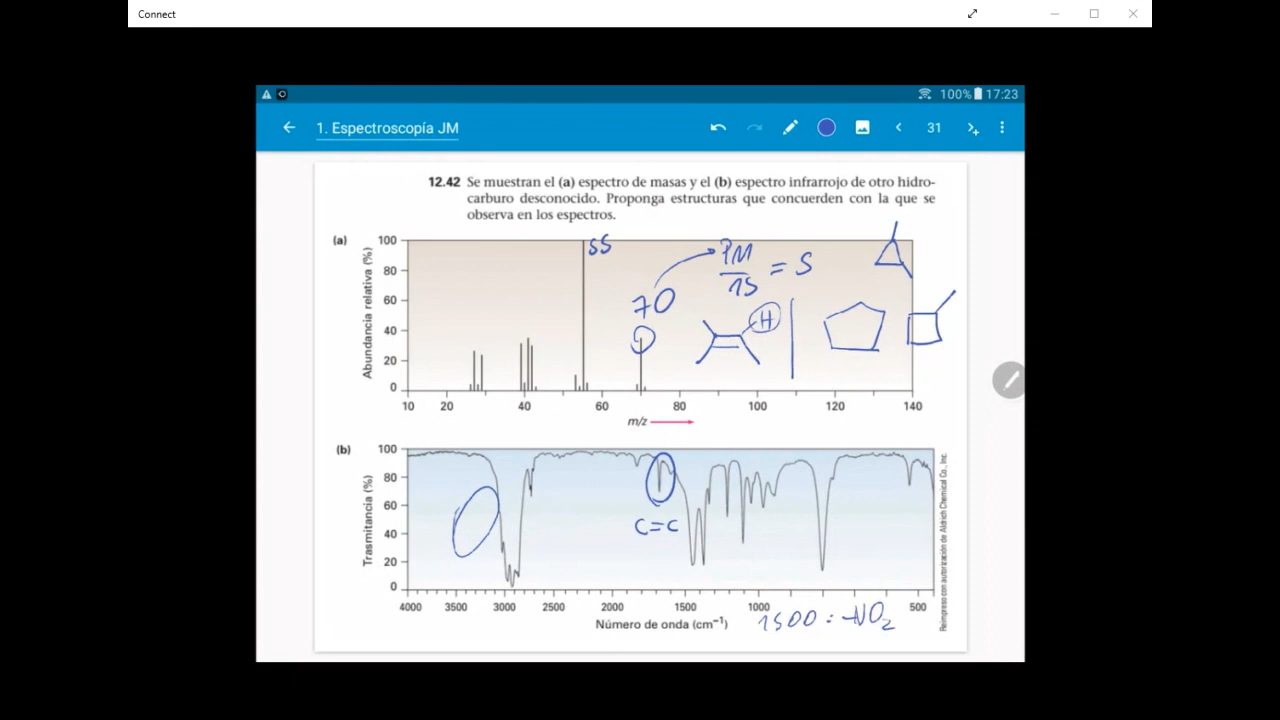 Connect
100% 17:23
1. Espectroscopía JM
31
12.42 Se muestran el (a) espectro de masas y el (b) espectro infrarrojo de otro hidro-
carburo desconocido. Proponga estructuras que concuerden con la que se
observa en los espectros.
(a)
Abundancia relativa (%)
100
80
60
40
20
0
55
70
PM
15
= 5
H
10 20 40 60 80 100 120 140
m/z
(b)
Trasmitancia (%)
100
80
60
40
20
0
C=C
4000 3500 3000 2500 2000 1500 1000 500
Número de onda (cm⁻¹)
1500: -NO₂
Reimpreso con autorización de Aldrich Chemical Co., Inc.